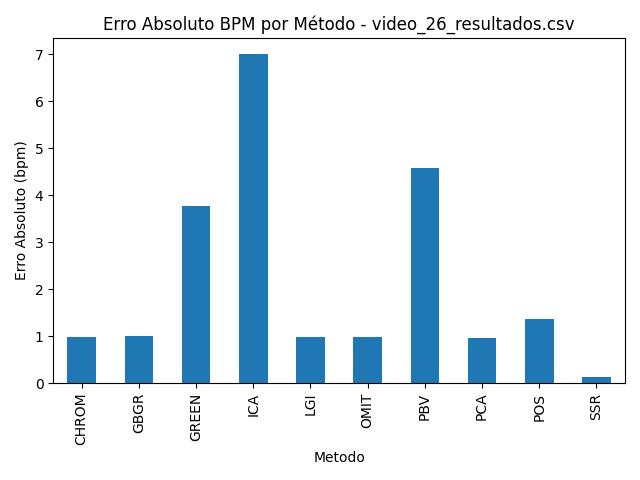 Erro Absoluto BPM por Método - video_26_resultados.csv
7
6
5
4
3
2
1
0
Erro Absoluto (bpm)
CHROM
GBGR
GREEN
ICA
LGI
OMIT
PBV
PCA
POS
SSR
Metodo